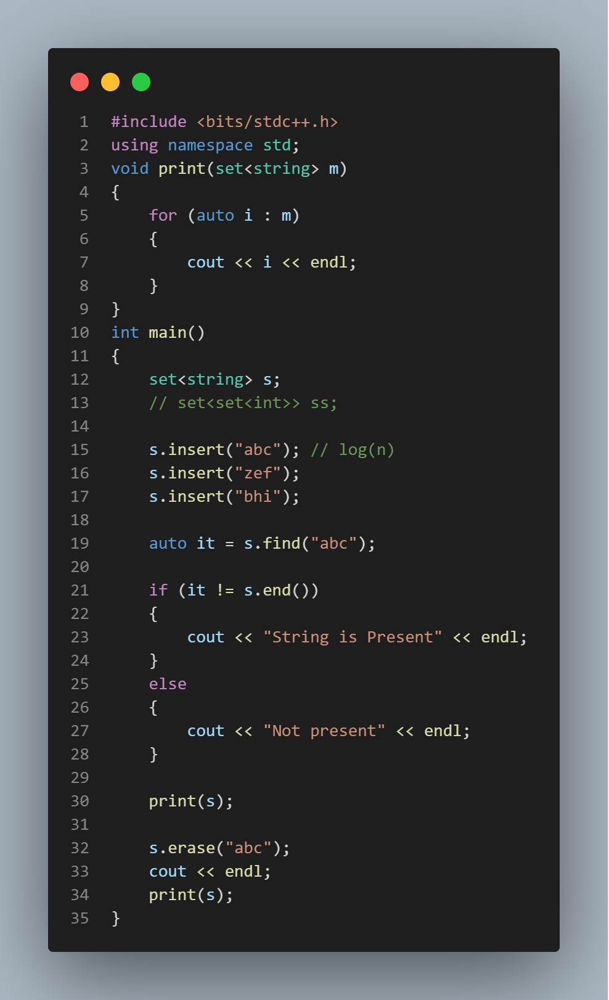 1 #include <bits/stdc++.h>
2 using namespace std;
3 void print(set<string> m)
4 {
5     for (auto i : m)
6     {
7         cout << i << endl;
8     }
9 }
10 int main()
11 {
12     set<string> s;
13     // set<set<int>> ss;
14
15     s.insert("abc"); // log(n)
16     s.insert("zef");
17     s.insert("bhi");
18
19     auto it = s.find("abc");
20
21     if (it != s.end())
22     {
23         cout << "String is Present" << endl;
24     }
25     else
26     {
27         cout << "Not present" << endl;
28     }
29
30     print(s);
31
32     s.erase("abc");
33     cout << endl;
34     print(s);
35 }